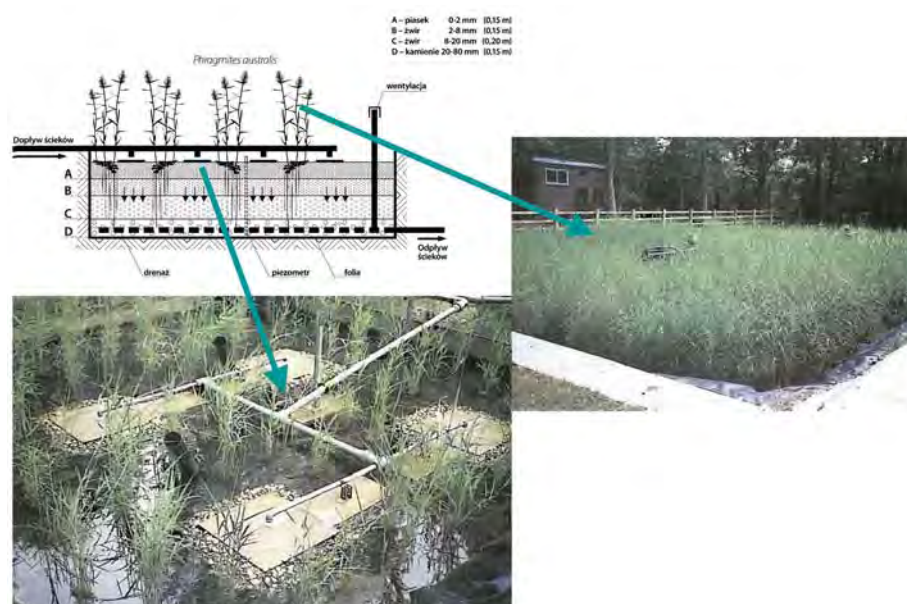 A – piasek 0-2 mm (0,15 m)
B – żwir 2-8 mm (0,15 m)
C – żwir 8-20 mm (0,20 m)
D – kamienie 20-80 mm (0,15 m)
Phragmites australis
wentylacja
Dopływ ścieków
A
B
C
D
Odpływ
ścieków
drenaż
piezometr
folia